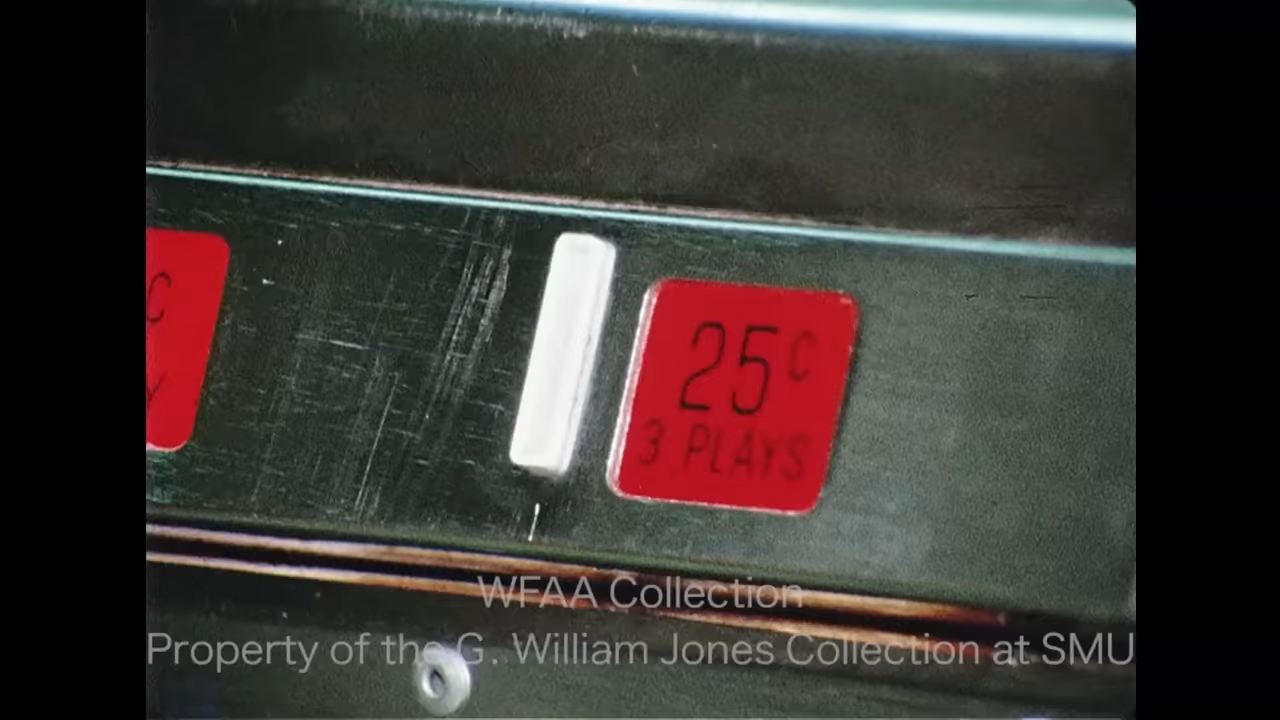 C
Y
25¢
3 PLAYS
WFAA Collection
Property of the G. William Jones Collection at SMU